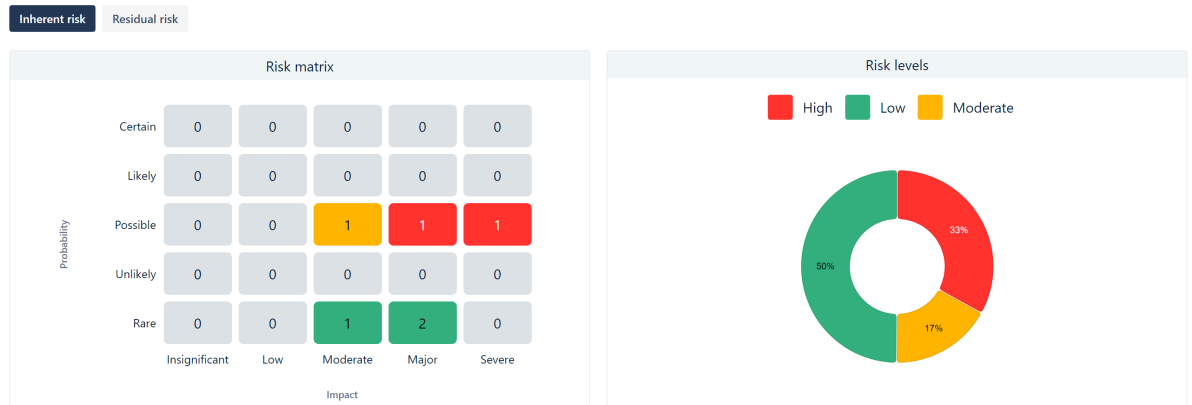 Inherent risk Residual risk
Risk matrix
Certain 0 0 0 0 0
Likely 0 0 0 0 0
Possible 0 0 1 1 1
Unlikely 0 0 0 0 0
Rare 0 0 1 2 0
Insignificant Low Moderate Major Severe
Probability
Impact
Risk levels
High Low Moderate
33%
50%
17%